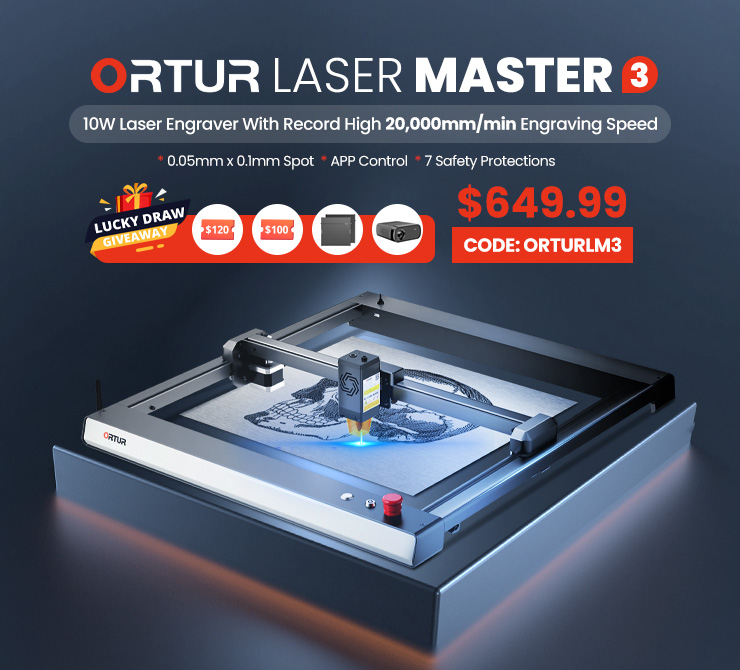 ORTUR LASER MASTER 3
10W Laser Engraver With Record High 20,000mm/min Engraving Speed
* 0.05mm x 0.1mm Spot * APP Control * 7 Safety Protections
LUCKY DRAW
GIVEAWAY
$120
$100
$649.99
CODE: ORTURLM3
ORTUR